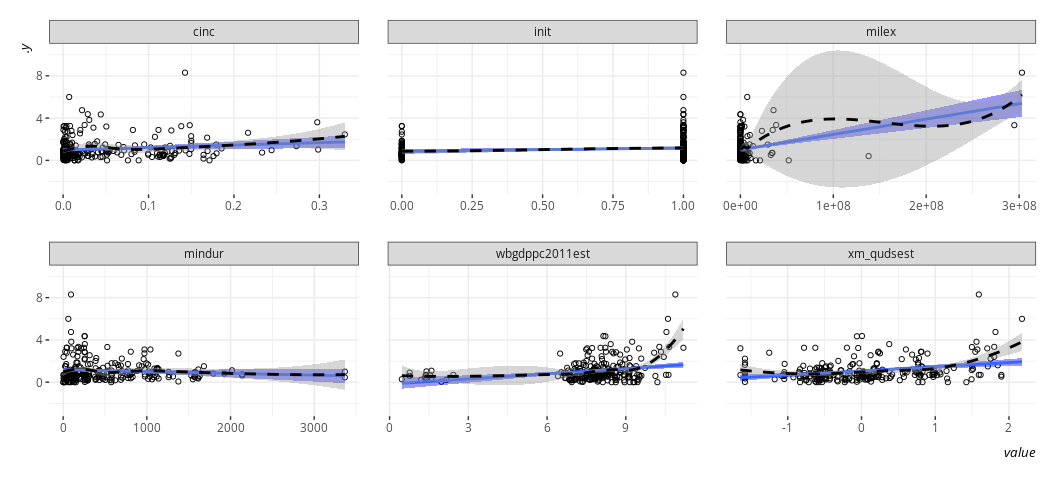 cinc init milex
.y
8
4
0
0.0 0.1 0.2 0.3 0.00 0.25 0.50 0.75 1.00 0e+00 1e+08 2e+08 3e+08
mindur wbgdppc2011est xm_qudsest
8
4
0
0 1000 2000 3000 0 3 6 9 -1 0 1 2
value